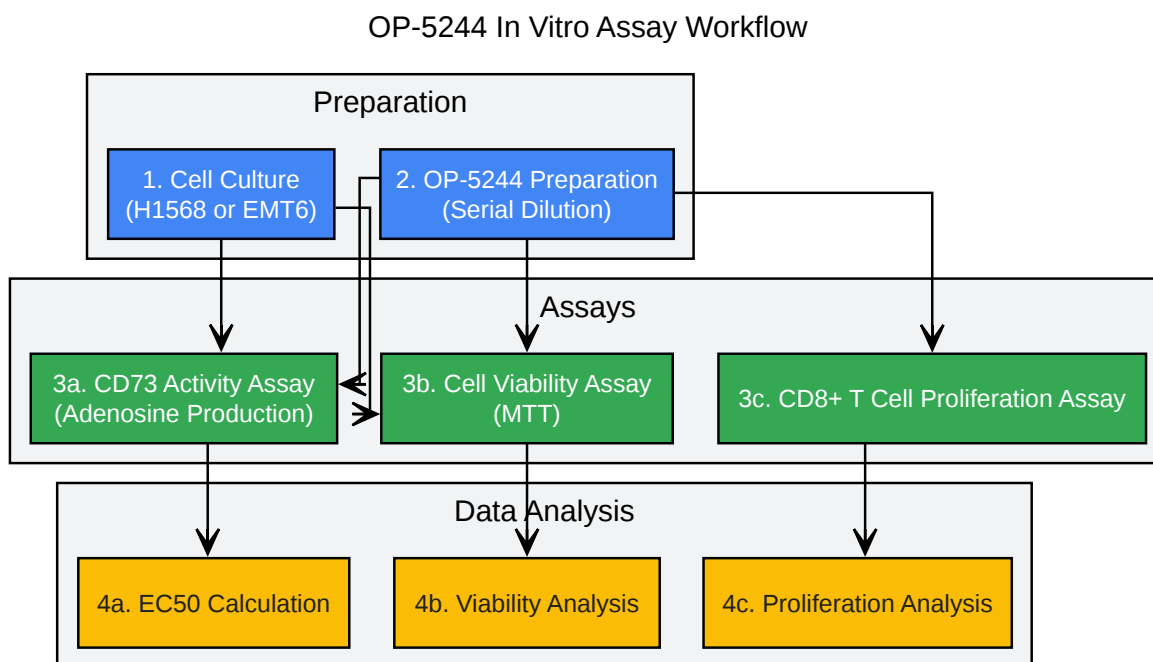 OP-5244 In Vitro Assay Workflow
Preparation
1. Cell Culture
(H1568 or EMT6)
2. OP-5244 Preparation
(Serial Dilution)
Assays
3a. CD73 Activity Assay
(Adenosine Production)
3b. Cell Viability Assay
(MTT)
3c. CD8+ T Cell Proliferation Assay
Data Analysis
4a. EC50 Calculation
4b. Viability Analysis
4c. Proliferation Analysis